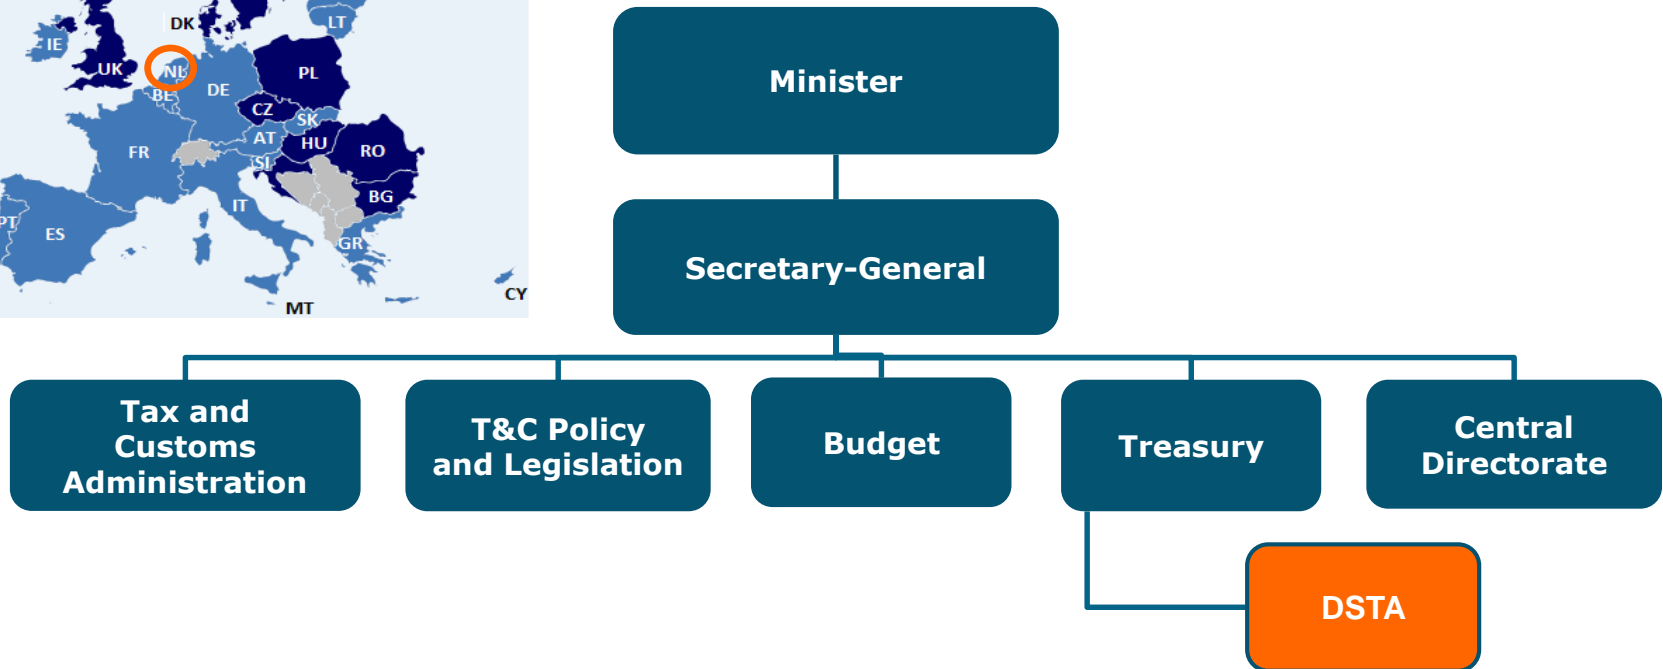 DK
LT
IE
UK
NL
PL
BE
DE
CZ
SK
FR
AT
HU
RO
SI
BG
IT
PT
ES
GR
CY
MT
Minister
Secretary-General
Tax and
Customs
Administration
T&C Policy
and Legislation
Budget
Treasury
Central
Directorate
DSTA